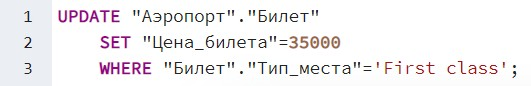 1 UPDATE "Аэропорт"."Билет"
2 SET "Цена_билета"=35000
3 WHERE "Билет"."Тип_места"='First class';